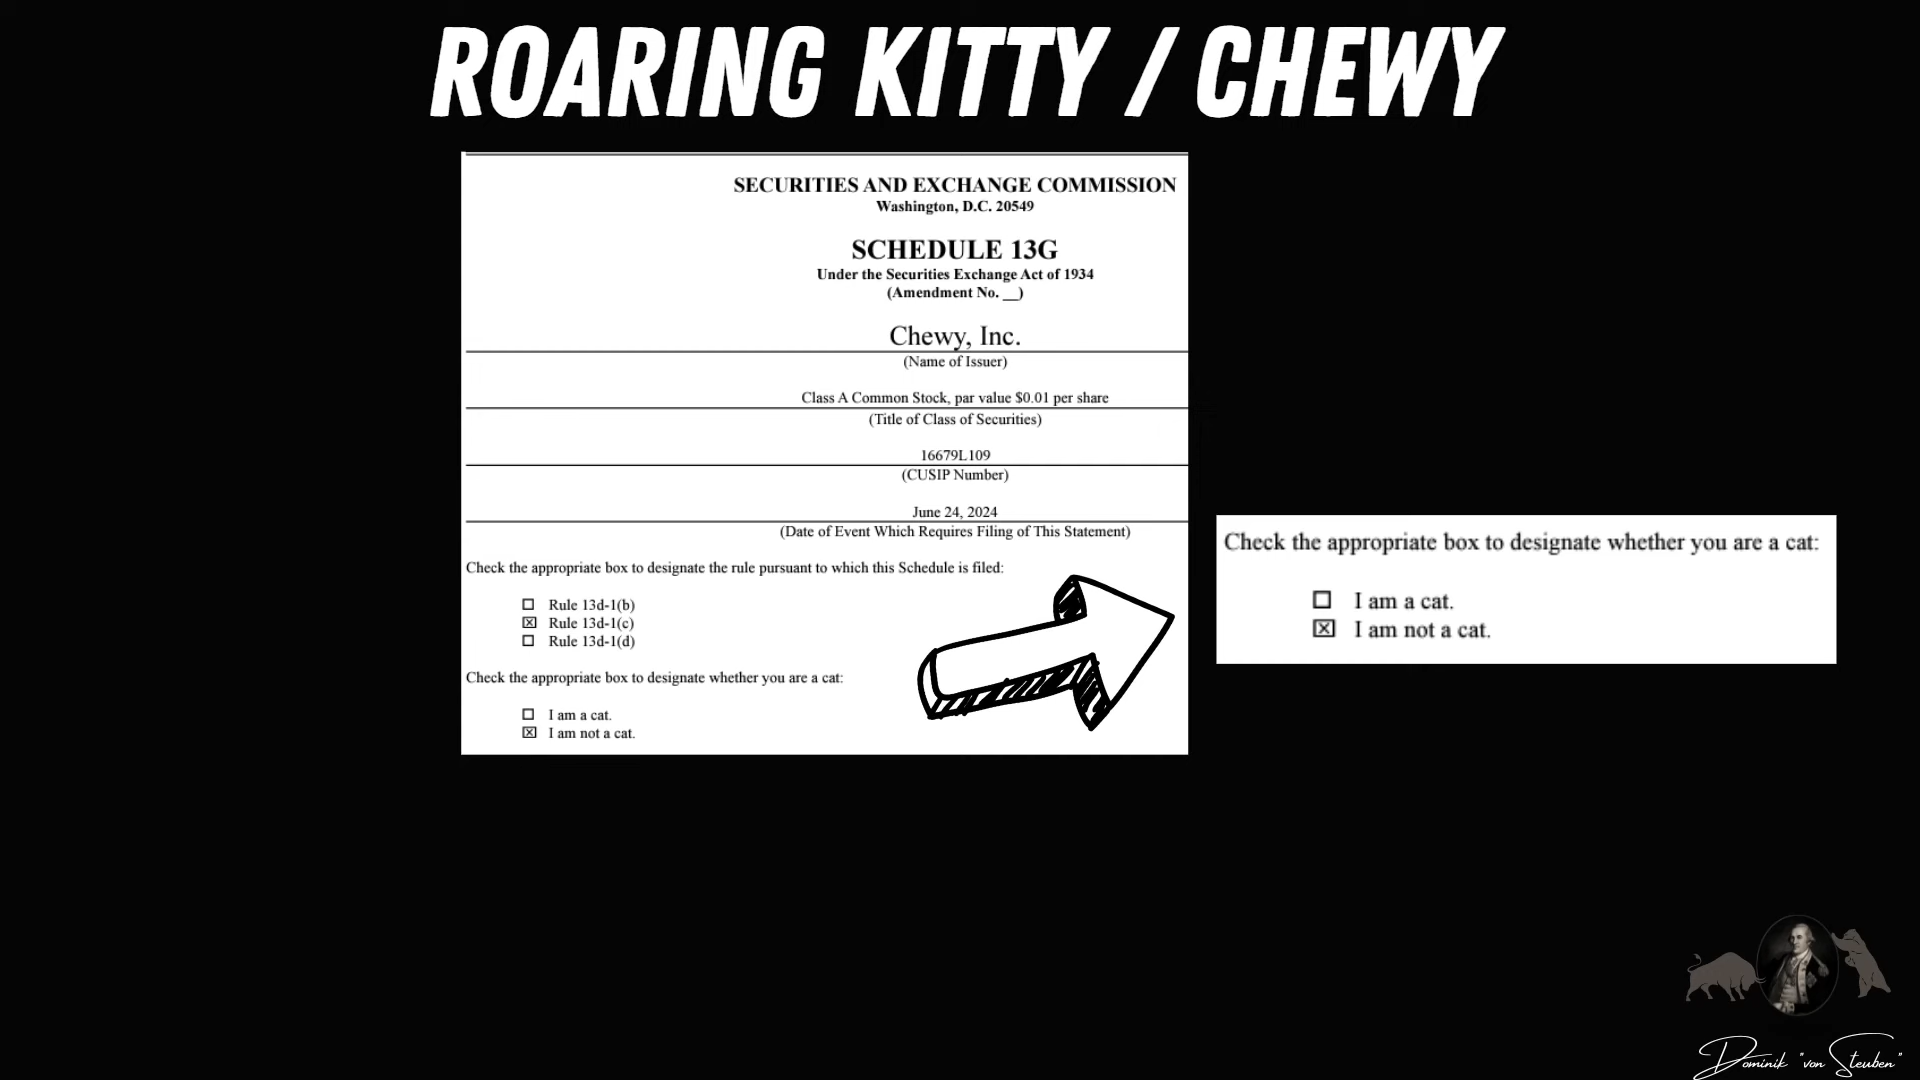 ROARING KITTY / CHEWY
SECURITIES AND EXCHANGE COMMISSION
Washington, D.C. 20549
SCHEDULE 13G
Under the Securities Exchange Act of 1934
(Amendment No. __)
Chewy, Inc.
(Name of Issuer)
Class A Common Stock, par value $0.01 per share
(Title of Class of Securities)
16679L109
(CUSIP Number)
June 24, 2024
(Date of Event Which Requires Filing of This Statement)
Check the appropriate box to designate the rule pursuant to which this Schedule is filed:
☐ Rule 13d-1(b)
☒ Rule 13d-1(c)
☐ Rule 13d-1(d)
Check the appropriate box to designate whether you are a cat:
☐ I am a cat.
☒ I am not a cat.
Check the appropriate box to designate whether you are a cat:
☐ I am a cat.
☒ I am not a cat.
Dominik "von Steuben"